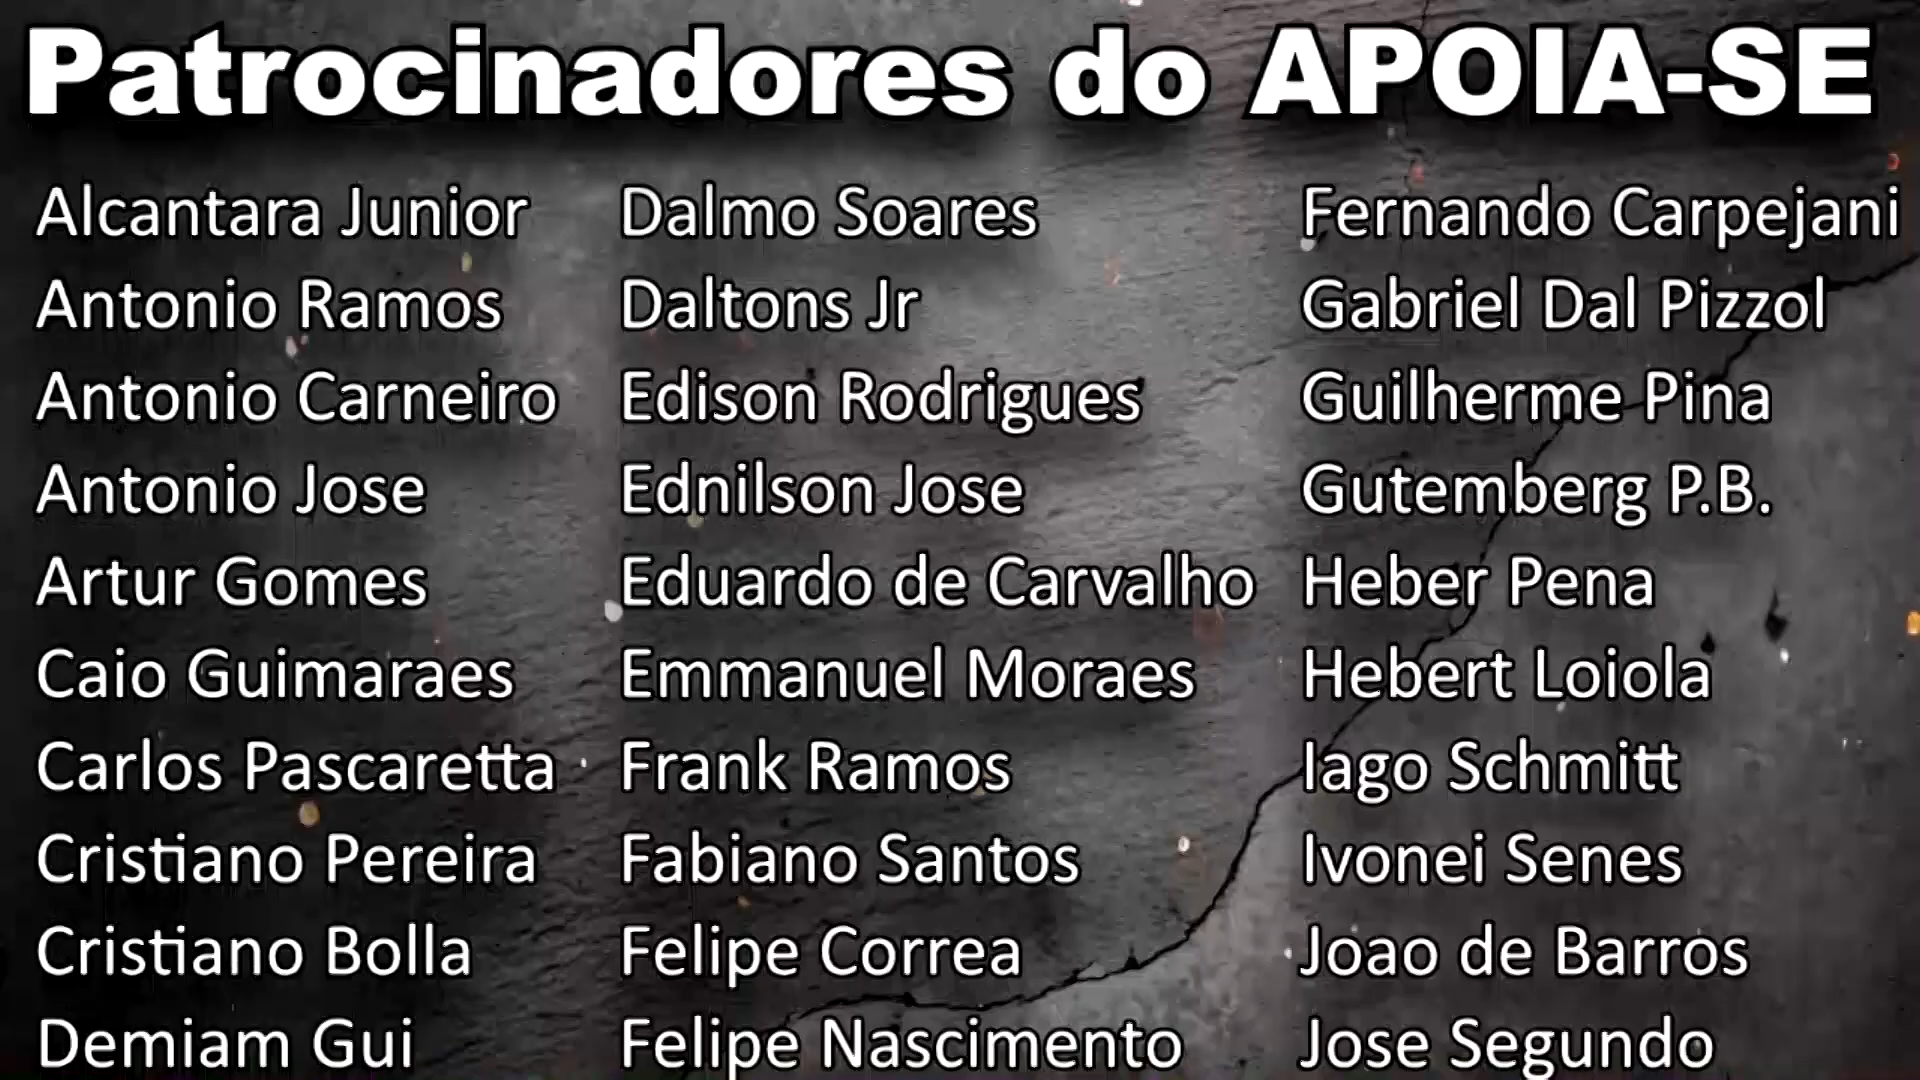 Patrocinadores do APOIA-SE
Alcantara Junior
Antonio Ramos
Antonio Carneiro
Antonio Jose
Artur Gomes
Caio Guimaraes
Carlos Pascaretta
Cristiano Pereira
Cristiano Bolla
Demiam Gui
Dalmo Soares
Daltons Jr
Edison Rodrigues
Ednilson Jose
Eduardo de Carvalho
Emmanuel Moraes
Frank Ramos
Fabiano Santos
Felipe Correa
Felipe Nascimento
Fernando Carpejani
Gabriel Dal Pizzol
Guilherme Pina
Gutemberg P.B.
Heber Pena
Hebert Loiola
Iago Schmitt
Ivonei Senes
Joao de Barros
Jose Segundo